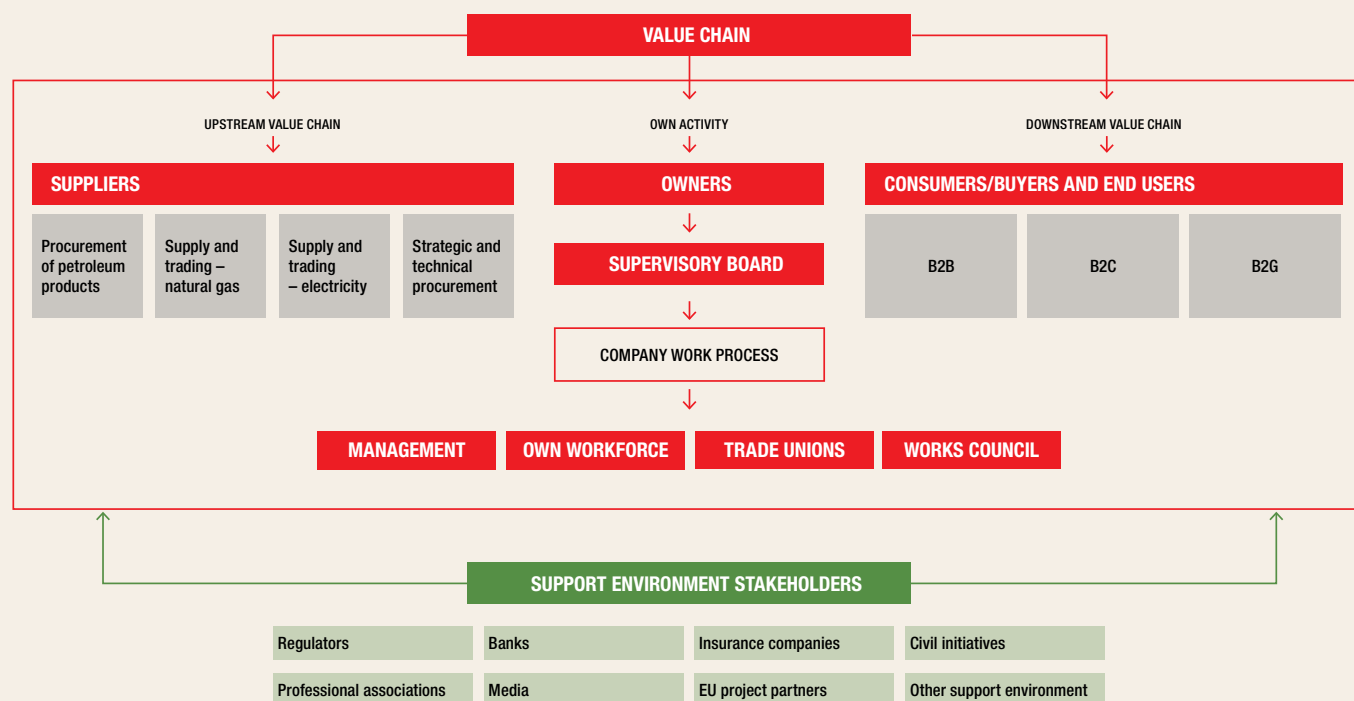 VALUE CHAIN
UPSTREAM VALUE CHAIN
OWN ACTIVITY
DOWNSTREAM VALUE CHAIN
SUPPLIERS
OWNERS
CONSUMERS/BUYERS AND END USERS
Procurement
of petroleum
products
Supply and
trading –
natural gas
Supply and
trading
– electricity
Strategic and
technical
procurement
SUPERVISORY BOARD
B2B
B2C
B2G
COMPANY WORK PROCESS
MANAGEMENT
OWN WORKFORCE
TRADE UNIONS
WORKS COUNCIL
SUPPORT ENVIRONMENT STAKEHOLDERS
Regulators
Banks
Insurance companies
Civil initiatives
Professional associations
Media
EU project partners
Other support environment